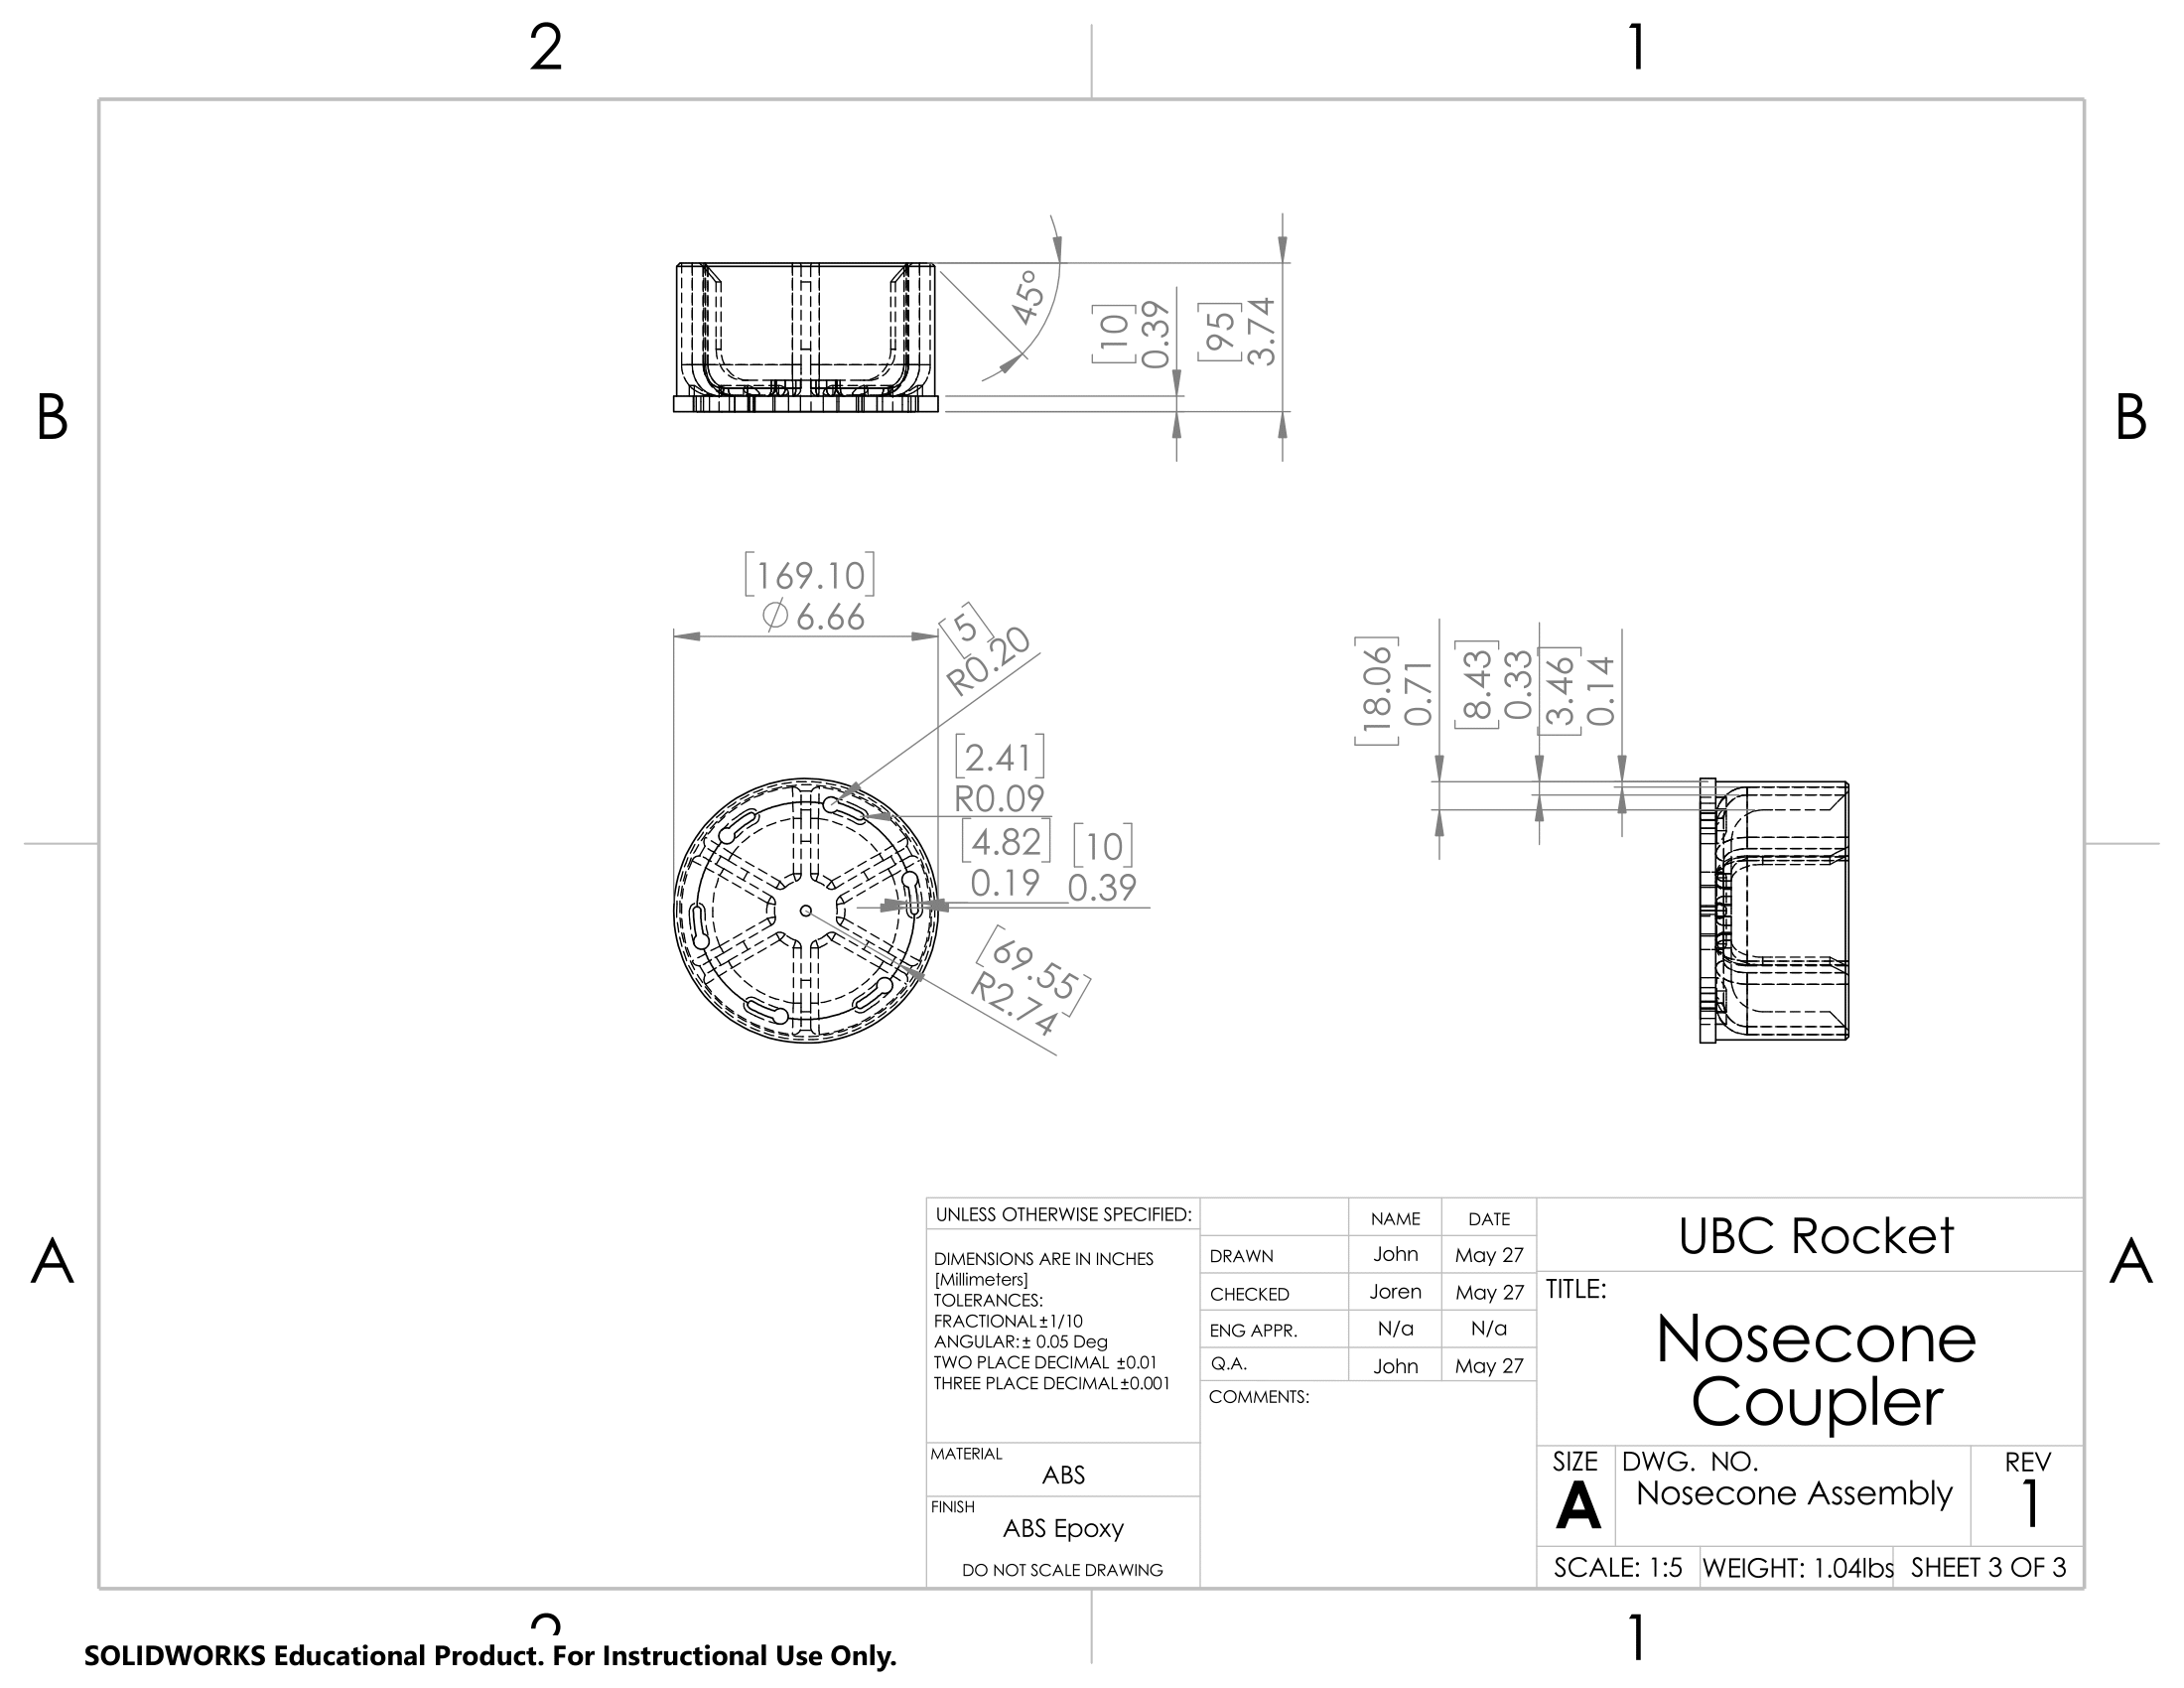 2
1
B
B
45°
[10]
0.39
[95]
3.74
[169.10]
∅ 6.66
[5]
R0.20
[2.41]
R0.09
[4.82]
0.19
[10]
0.39
[69.55]
R2.74
[18.06]
0.71
[8.43]
0.33
[3.46]
0.14
A
A
UNLESS OTHERWISE SPECIFIED:
DIMENSIONS ARE IN INCHES
[Millimeters]
TOLERANCES:
FRACTIONAL ±1/10
ANGULAR: ± 0.05 Deg
TWO PLACE DECIMAL ±0.01
THREE PLACE DECIMAL ±0.001
MATERIAL
ABS
FINISH
ABS Epoxy
DO NOT SCALE DRAWING
NAME DATE
DRAWN John May 27
CHECKED Joren May 27
ENG APPR. N/a N/a
Q.A. John May 27
COMMENTS:
UBC Rocket
TITLE:
Nosecone
Coupler
SIZE
A
DWG. NO.
Nosecone Assembly
REV
1
SCALE: 1:5 WEIGHT: 1.04lbs SHEET 3 OF 3
2
1
SOLIDWORKS Educational Product. For Instructional Use Only.